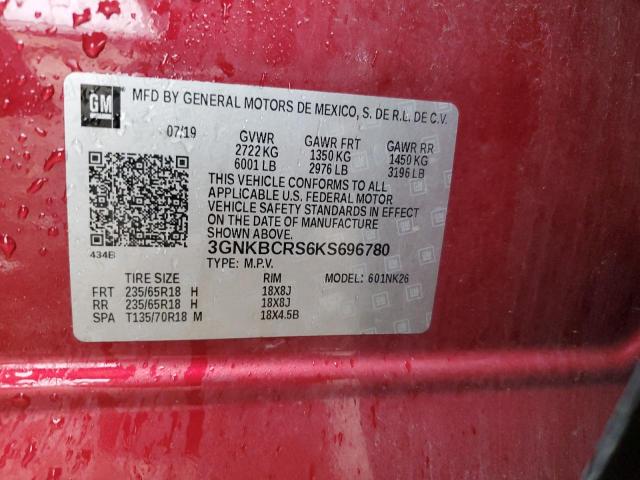 GM
MFD BY GENERAL MOTORS DE MEXICO, S. DE R.L. DE C.V.
07/19 GVWR GAWR FRT GAWR RR
2722 KG 1350 KG 1450 KG
6001 LB 2976 LB 3196 LB
THIS VEHICLE CONFORMS TO ALL
APPLICABLE U.S. FEDERAL MOTOR
VEHICLE SAFETY STANDARDS IN EFFECT
ON THE DATE OF MANUFACTURE
SHOWN ABOVE.
434B
3GNKBCRS6KS696780
TYPE: M.P.V.
MODEL: 601NK26
TIRE SIZE RIM
FRT 235/65R18 H 18X8J
RR 235/65R18 H 18X8J
SPA T135/70R18 M 18X4.5B